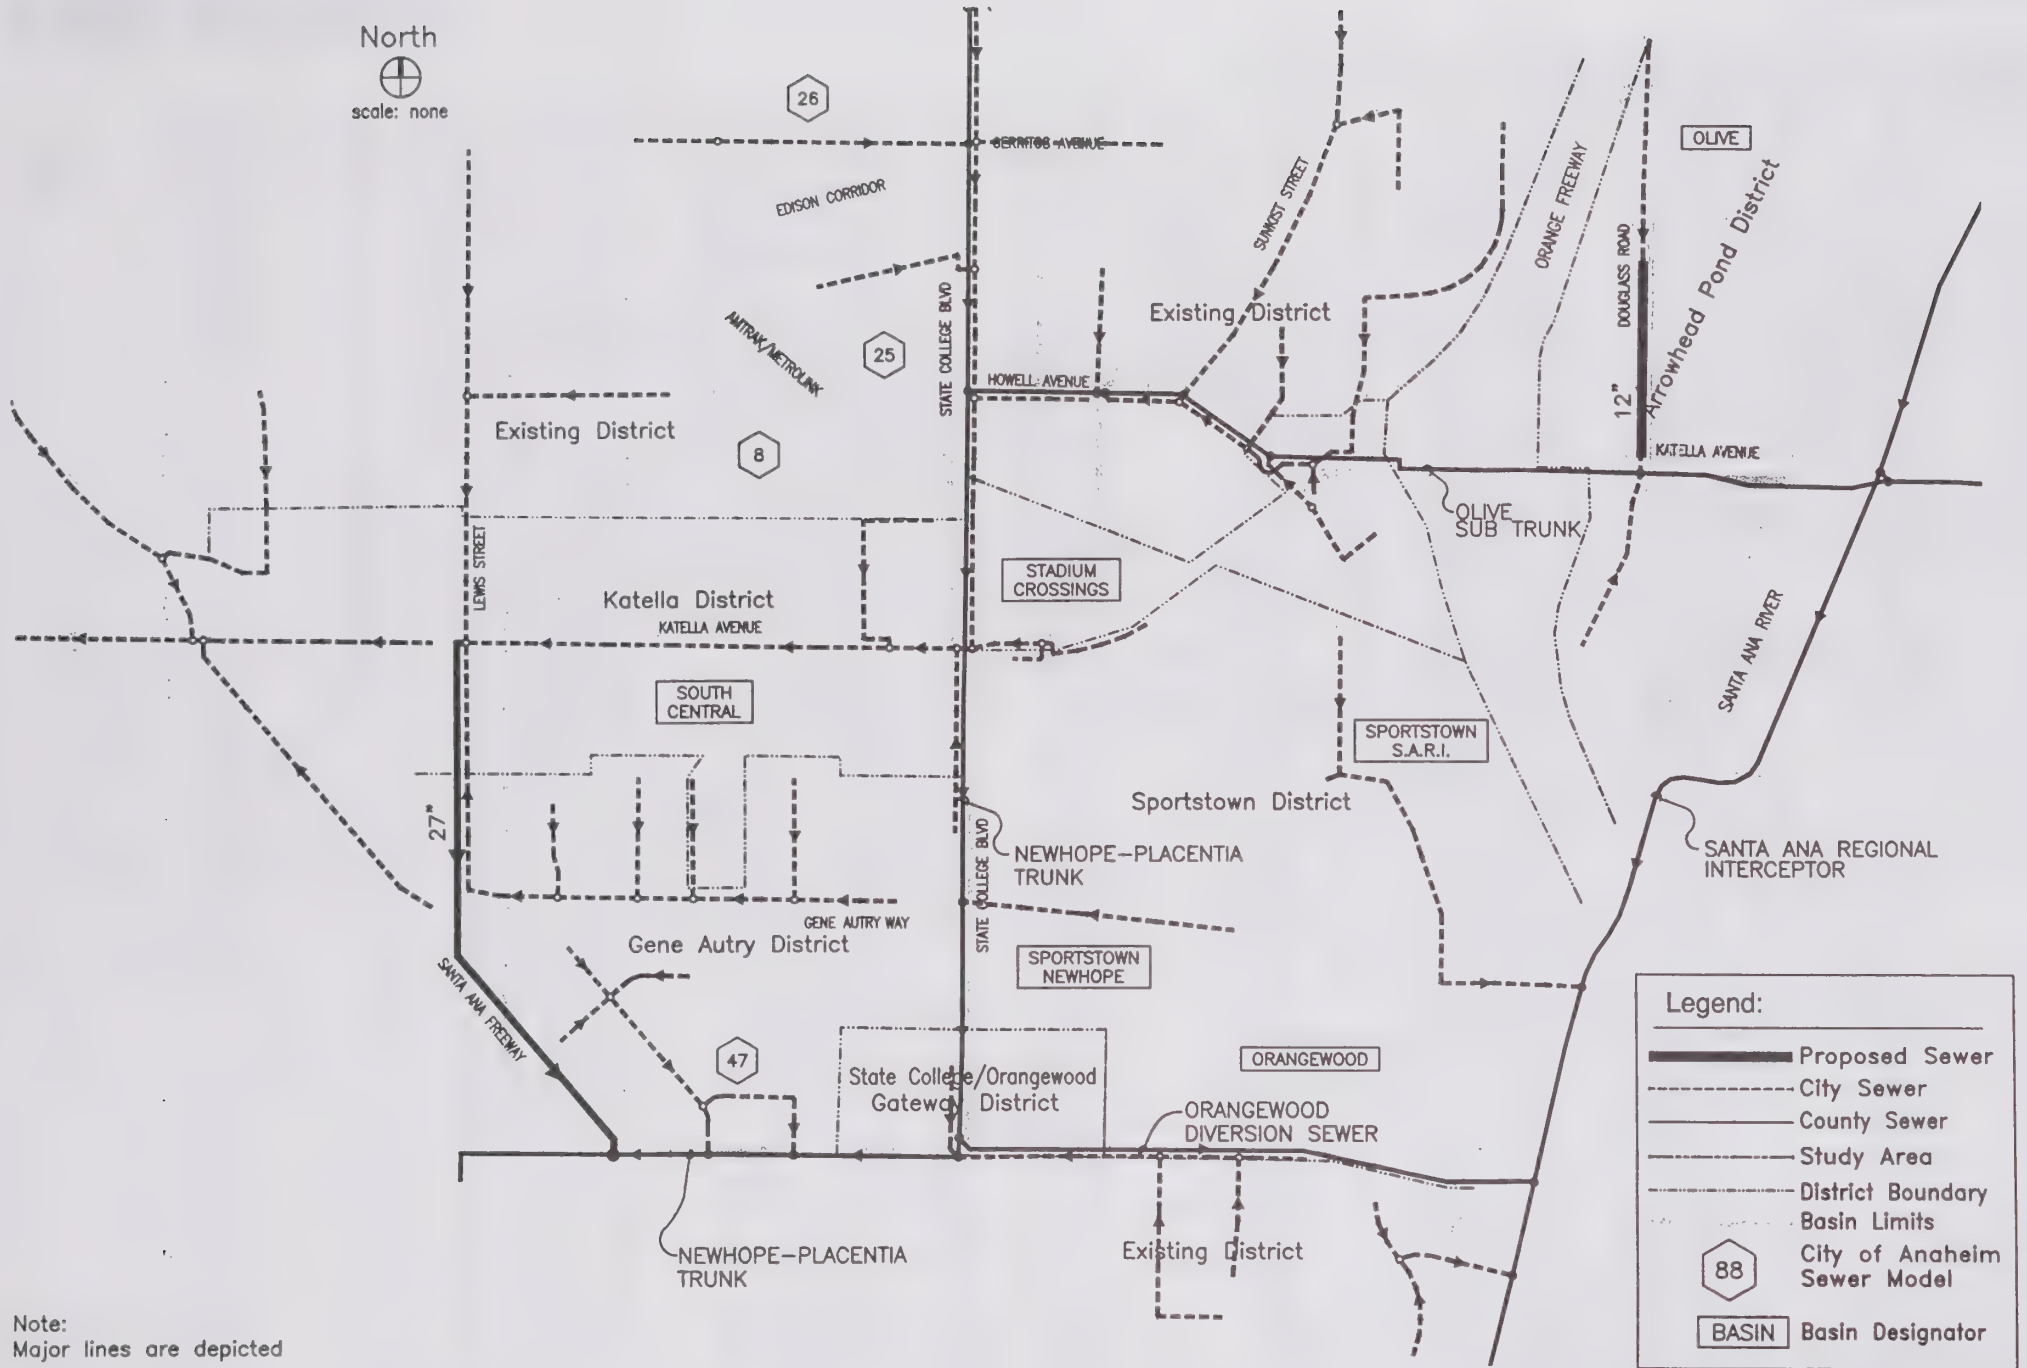 North
scale: none
26
CERRITOS AVENUE
EDISON CORRIDOR
SUNKIST STREET
ORANGE FREEWAY
OLIVE
DOUGLASS ROAD
Arrowhead Pond District
AMTRAK/METROLINK
25
STATE COLLEGE BLVD
Existing District
HOWELL AVENUE
12"
KATELLA AVENUE
Existing District
8
OLIVE
SUB TRUNK
LEWIS STREET
STADIUM
CROSSINGS
Katella District
KATELLA AVENUE
SANTA ANA RIVER
SOUTH
CENTRAL
SPORTSTOWN
S.A.R.I.
Sportstown District
27"
NEWHOPE-PLACENTIA
TRUNK
SANTA ANA REGIONAL
INTERCEPTOR
STATE COLLEGE BLVD
GENE AUTRY WAY
Gene Autry District
SPORTSTOWN
NEWHOPE
SANTA ANA FREEWAY
47
ORANGEWOOD
State College/Orangewood
Gateway District
ORANGEWOOD
DIVERSION SEWER
NEWHOPE-PLACENTIA
TRUNK
Existing District
Legend:
Proposed Sewer
City Sewer
County Sewer
Study Area
District Boundary
Basin Limits
88
City of Anaheim
Sewer Model
BASIN
Basin Designator
Note:
Major lines are depicted